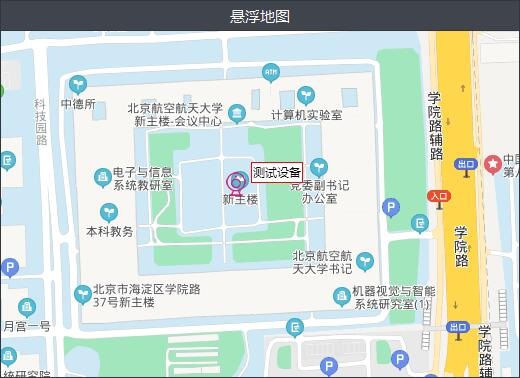 悬浮地图
ATM
中德所
科技园路
北京航空航天大学
新主楼-会议中心
计算机实验室
学院路辅路
出口
中国
第八
电子与信息
系统教研室
测试设备
党委副书记
办公室
新主楼
入口
P
本科教务
学院路
北京航空航
天大学书记
P
北京市海淀区学院路
37号新主楼
机器视觉与智能
系统研究室(1)
月宫一号
出口
学院路辅路
P
P
系统研究院